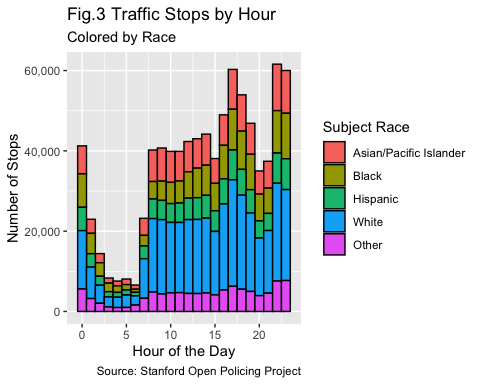 Fig.3 Traffic Stops by Hour
Colored by Race
60,000
40,000
20,000
0
Number of Stops
0 5 10 15 20
Hour of the Day
Subject Race
Asian/Pacific Islander
Black
Hispanic
White
Other
Source: Stanford Open Policing Project